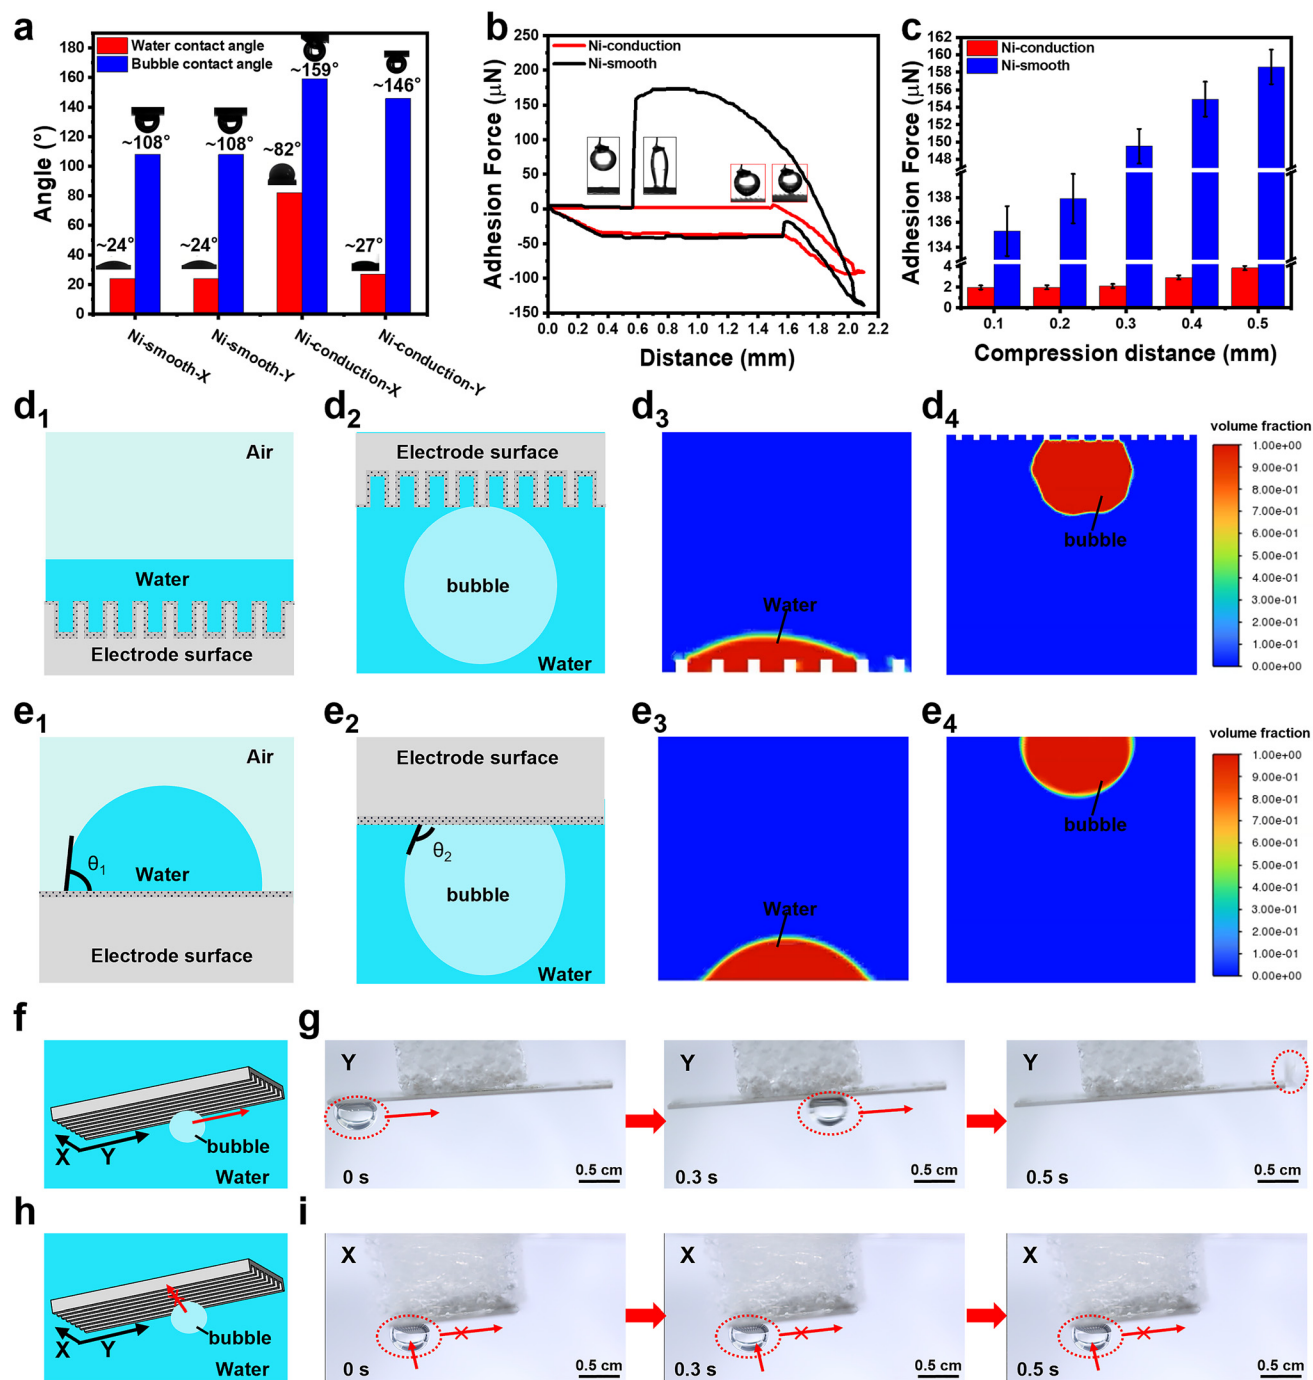 a
Water contact angle
Bubble contact angle
Angle (°)
180
160
140
120
100
80
60
40
20
0
~24°
~108°
~24°
~108°
~82°
~159°
~27°
~146°
Ni-smooth-X
Ni-smooth-Y
Ni-conduction-X
Ni-conduction-Y
b
Ni-conduction
Ni-smooth
Adhesion Force (μN)
250
200
150
100
50
0
-50
-100
-150
0.0 0.2 0.4 0.6 0.8 1.0 1.2 1.4 1.6 1.8 2.0 2.2
Distance (mm)
c
Ni-conduction
Ni-smooth
Adhesion Force (μN)
162
160
158
156
154
152
150
148
138
136
134
4
2
0
0.1 0.2 0.3 0.4 0.5
Compression distance (mm)
d1
Air
Water
Electrode surface
d2
Electrode surface
bubble
Water
d3
Water
d4
bubble
volume fraction
1.00e+00
9.00e-01
8.00e-01
7.00e-01
6.00e-01
5.00e-01
4.00e-01
3.00e-01
2.00e-01
1.00e-01
0.00e+00
e1
Air
θ1
Water
Electrode surface
e2
Electrode surface
θ2
bubble
Water
e3
Water
e4
bubble
volume fraction
1.00e+00
9.00e-01
8.00e-01
7.00e-01
6.00e-01
5.00e-01
4.00e-01
3.00e-01
2.00e-01
1.00e-01
0.00e+00
f
X
Y
bubble
Water
g
Y
0 s
0.5 cm
Y
0.3 s
0.5 cm
Y
0.5 s
0.5 cm
h
X
Y
bubble
Water
i
X
0 s
0.5 cm
X
0.3 s
0.5 cm
X
0.5 s
0.5 cm